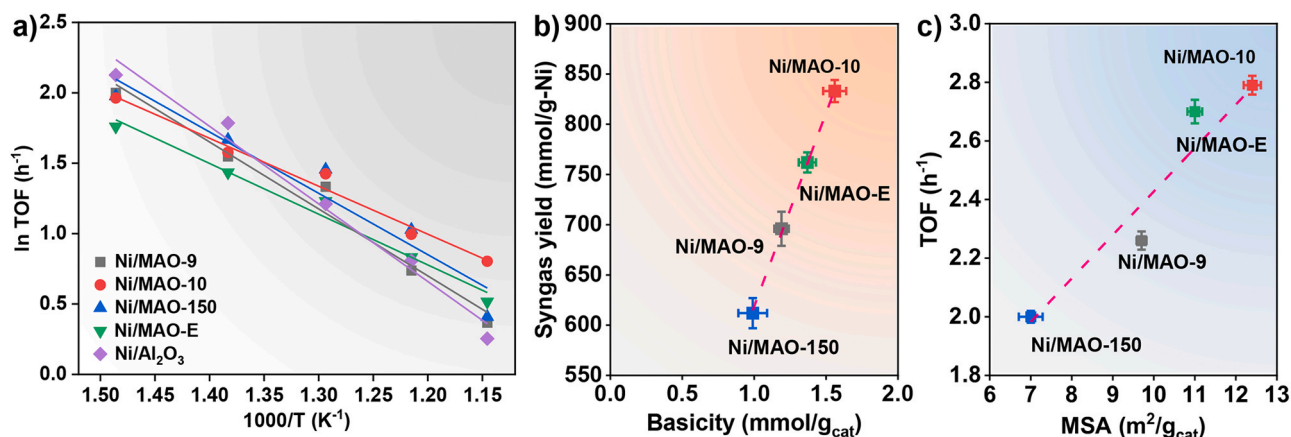 a)
ln TOF (h⁻¹)
2.5
2.0
1.5
1.0
0.5
0.0
Ni/MAO-9
Ni/MAO-10
Ni/MAO-150
Ni/MAO-E
Ni/Al₂O₃
1.50 1.45 1.40 1.35 1.30 1.25 1.20 1.15
1000/T (K⁻¹)
b)
Syngas yield (mmol/g-Ni)
900
850
800
750
700
650
600
550
Ni/MAO-10
Ni/MAO-E
Ni/MAO-9
Ni/MAO-150
0.0 0.5 1.0 1.5 2.0
Basicity (mmol/gcat)
c)
TOF (h⁻¹)
3.0
2.8
2.6
2.4
2.2
2.0
1.8
Ni/MAO-10
Ni/MAO-E
Ni/MAO-9
Ni/MAO-150
6 7 8 9 10 11 12 13
MSA (m²/gcat)